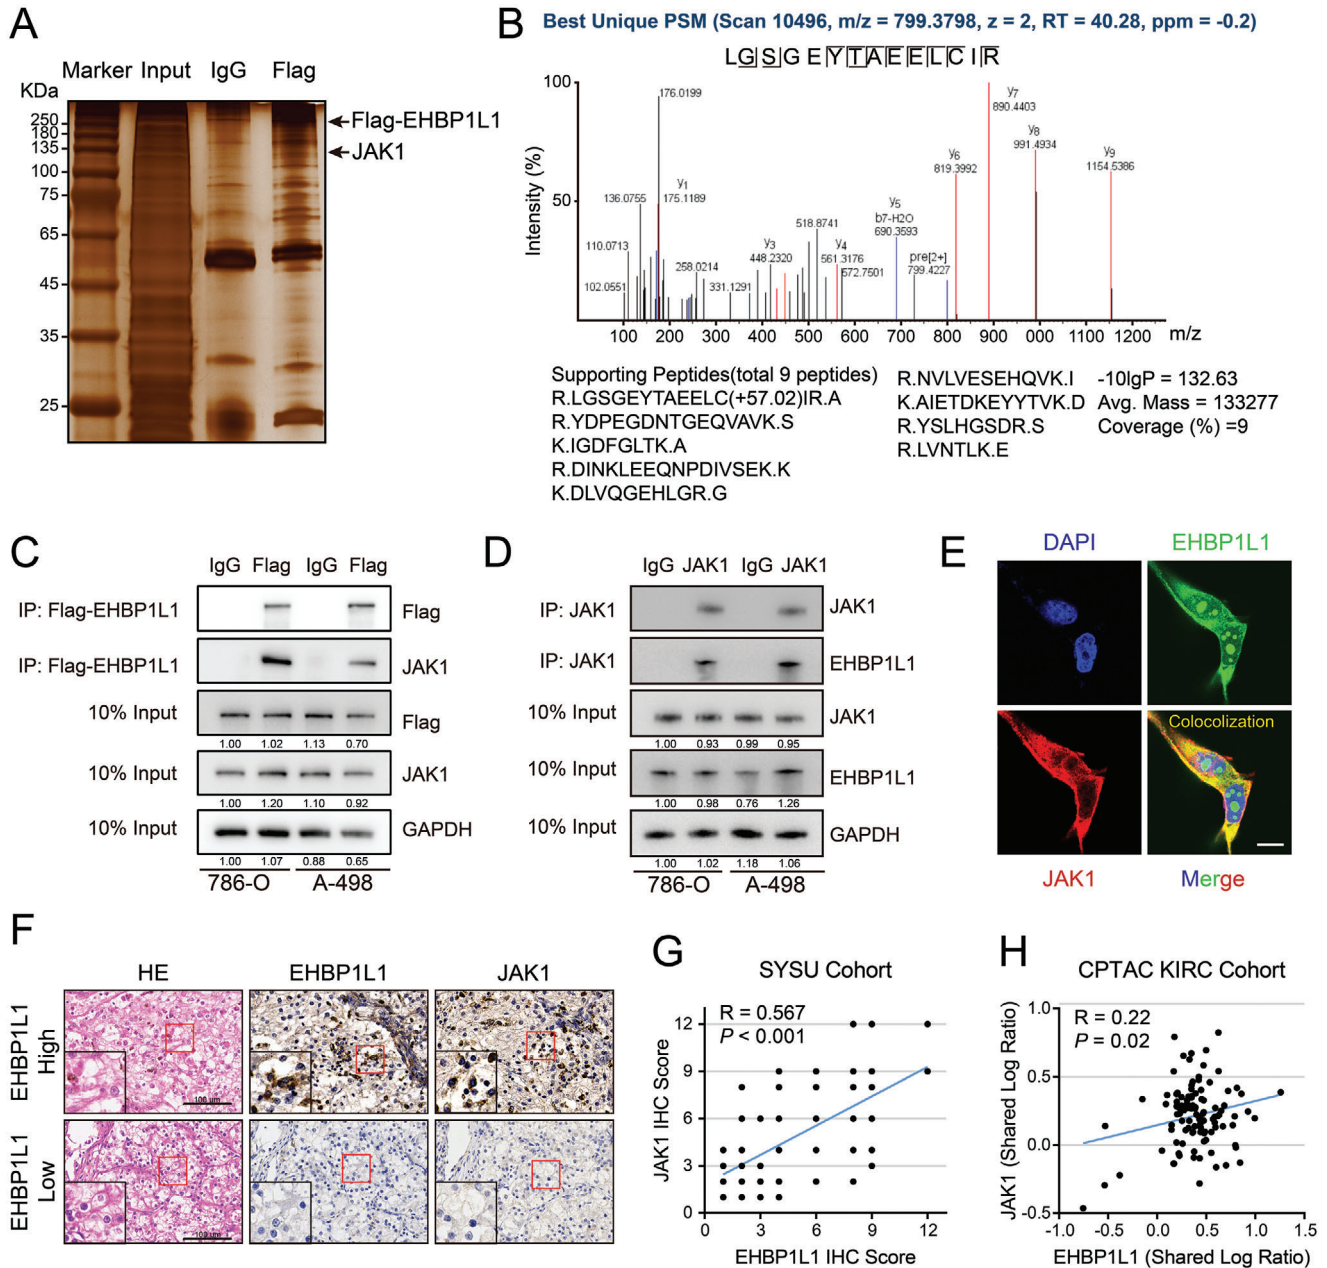 A
Marker Input IgG Flag
KDa
250
180
135
100
75
65
45
35
25
Flag-EHBP1L1
JAK1
B
Best Unique PSM (Scan 10496, m/z = 799.3798, z = 2, RT = 40.28, ppm = -0.2)
LGSGEYTAEELCIR
Intensity (%)
100
50
176.0199
136.0755
y1
175.1189
110.0713
102.0551
258.0214
331.1291
y3
448.2320
518.8741
y4
561.3176
572.7501
y5
b7-H2O
690.3593
pre[2+]
799.4227
y6
819.3992
y7
890.4403
y8
991.4934
y9
1154.5386
100 200 300 400 500 600 700 800 900 000 1100 1200 m/z
Supporting Peptides(total 9 peptides)
R.LGSGEYTAEELC(+57.02)IR.A
R.YDPEGDNTGEQVAVK.S
K.IGDFGLTK.A
R.DINKLEEQNPDIVSEK.K
K.DLVQGEHLGR.G
R.NVLVESEHQVK.I
K.AIETDKEYYTVK.D
R.YSLHGSDR.S
R.LVNTLK.E
-10lgP = 132.63
Avg. Mass = 133277
Coverage (%) =9
C
IgG Flag IgG Flag
IP: Flag-EHBP1L1 Flag
IP: Flag-EHBP1L1 JAK1
10% Input Flag
1.00 1.02 1.13 0.70
10% Input JAK1
1.00 1.20 1.10 0.92
10% Input GAPDH
1.00 1.07 0.88 0.65
786-O A-498
D
IgG JAK1 IgG JAK1
IP: JAK1 JAK1
IP: JAK1 EHBP1L1
10% Input JAK1
1.00 0.93 0.99 0.95
10% Input EHBP1L1
1.00 0.98 0.76 1.26
10% Input GAPDH
1.00 1.02 1.18 1.06
786-O A-498
E
DAPI EHBP1L1
Colocolization
JAK1 Merge
F
HE EHBP1L1 JAK1
EHBP1L1
High
100 μm
EHBP1L1
Low
100 μm
G
SYSU Cohort
R = 0.567
P < 0.001
JAK1 IHC Score
12
9
6
3
0
0 3 6 9 12
EHBP1L1 IHC Score
H
CPTAC KIRC Cohort
R = 0.22
P = 0.02
JAK1 (Shared Log Ratio)
1.0
0.5
0.0
-0.5
-1.0 -0.5 0.0 0.5 1.0 1.5
EHBP1L1 (Shared Log Ratio)